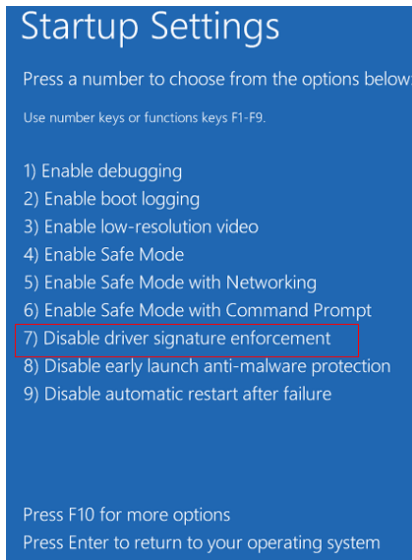 Startup Settings
Press a number to choose from the options below:
Use number keys or functions keys F1-F9.
1) Enable debugging
2) Enable boot logging
3) Enable low-resolution video
4) Enable Safe Mode
5) Enable Safe Mode with Networking
6) Enable Safe Mode with Command Prompt
7) Disable driver signature enforcement
8) Disable early launch anti-malware protection
9) Disable automatic restart after failure
Press F10 for more options
Press Enter to return to your operating system